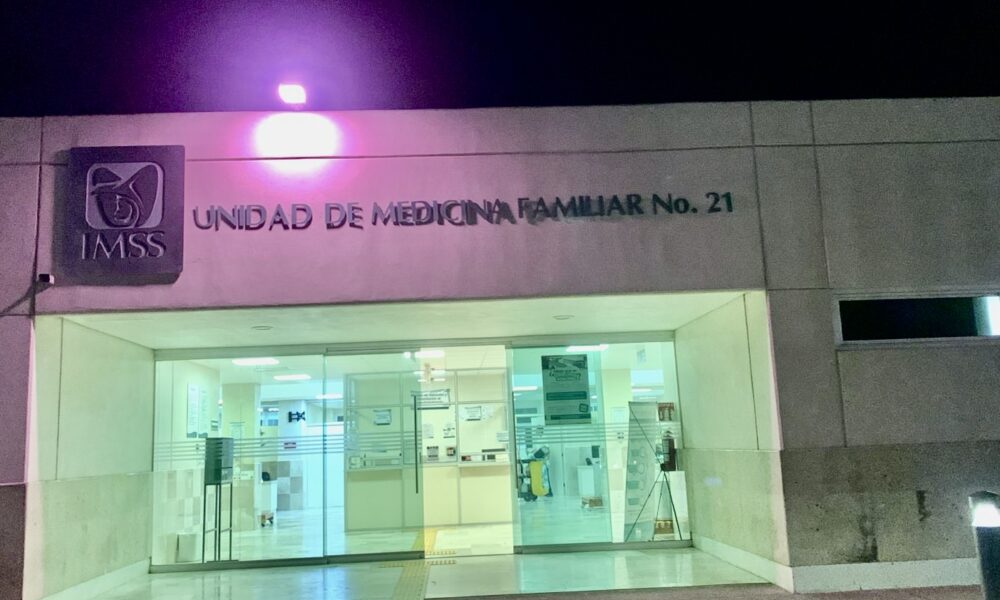 IMSS
UNIDAD DE MEDICINA FAMILIAR No. 21